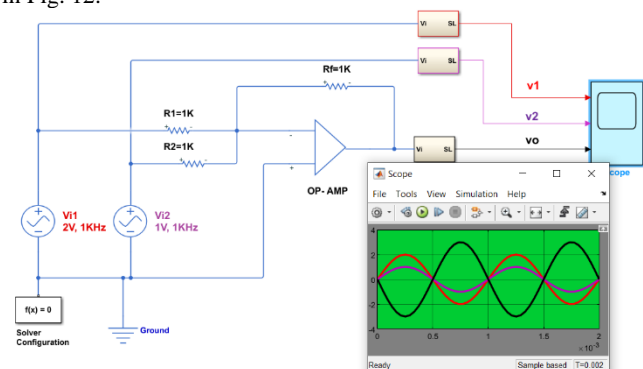 in Fig. 12.
Vi SL
Vi SL
Rf=1K
v1
R1=1K
v2
R2=1K
vo
Vi SL
Scope
OP- AMP
Scope
File Tools View Simulation Help
Vi1
2V, 1KHz
Vi2
1V, 1KHz
4
2
0
-2
-4
0 0.5 1 1.5 2
×10-3
f(x) = 0
Solver
Configuration
Ground
Ready Sample based T=0.002